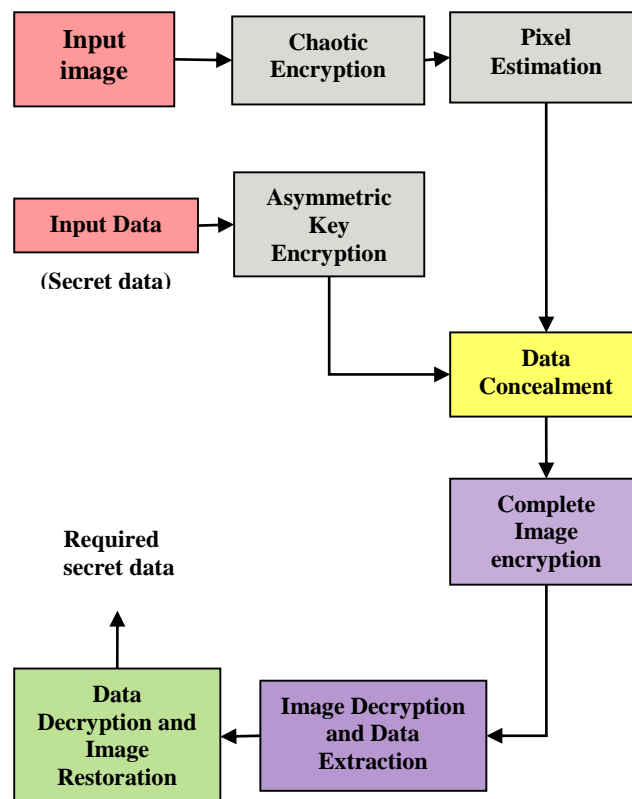 Input
image
Chaotic
Encryption
Pixel
Estimation
Input Data
(Secret data)
Asymmetric
Key
Encryption
Data
Concealment
Complete
Image
encryption
Required
secret data
Data
Decryption and
Image
Restoration
Image Decryption
and Data
Extraction